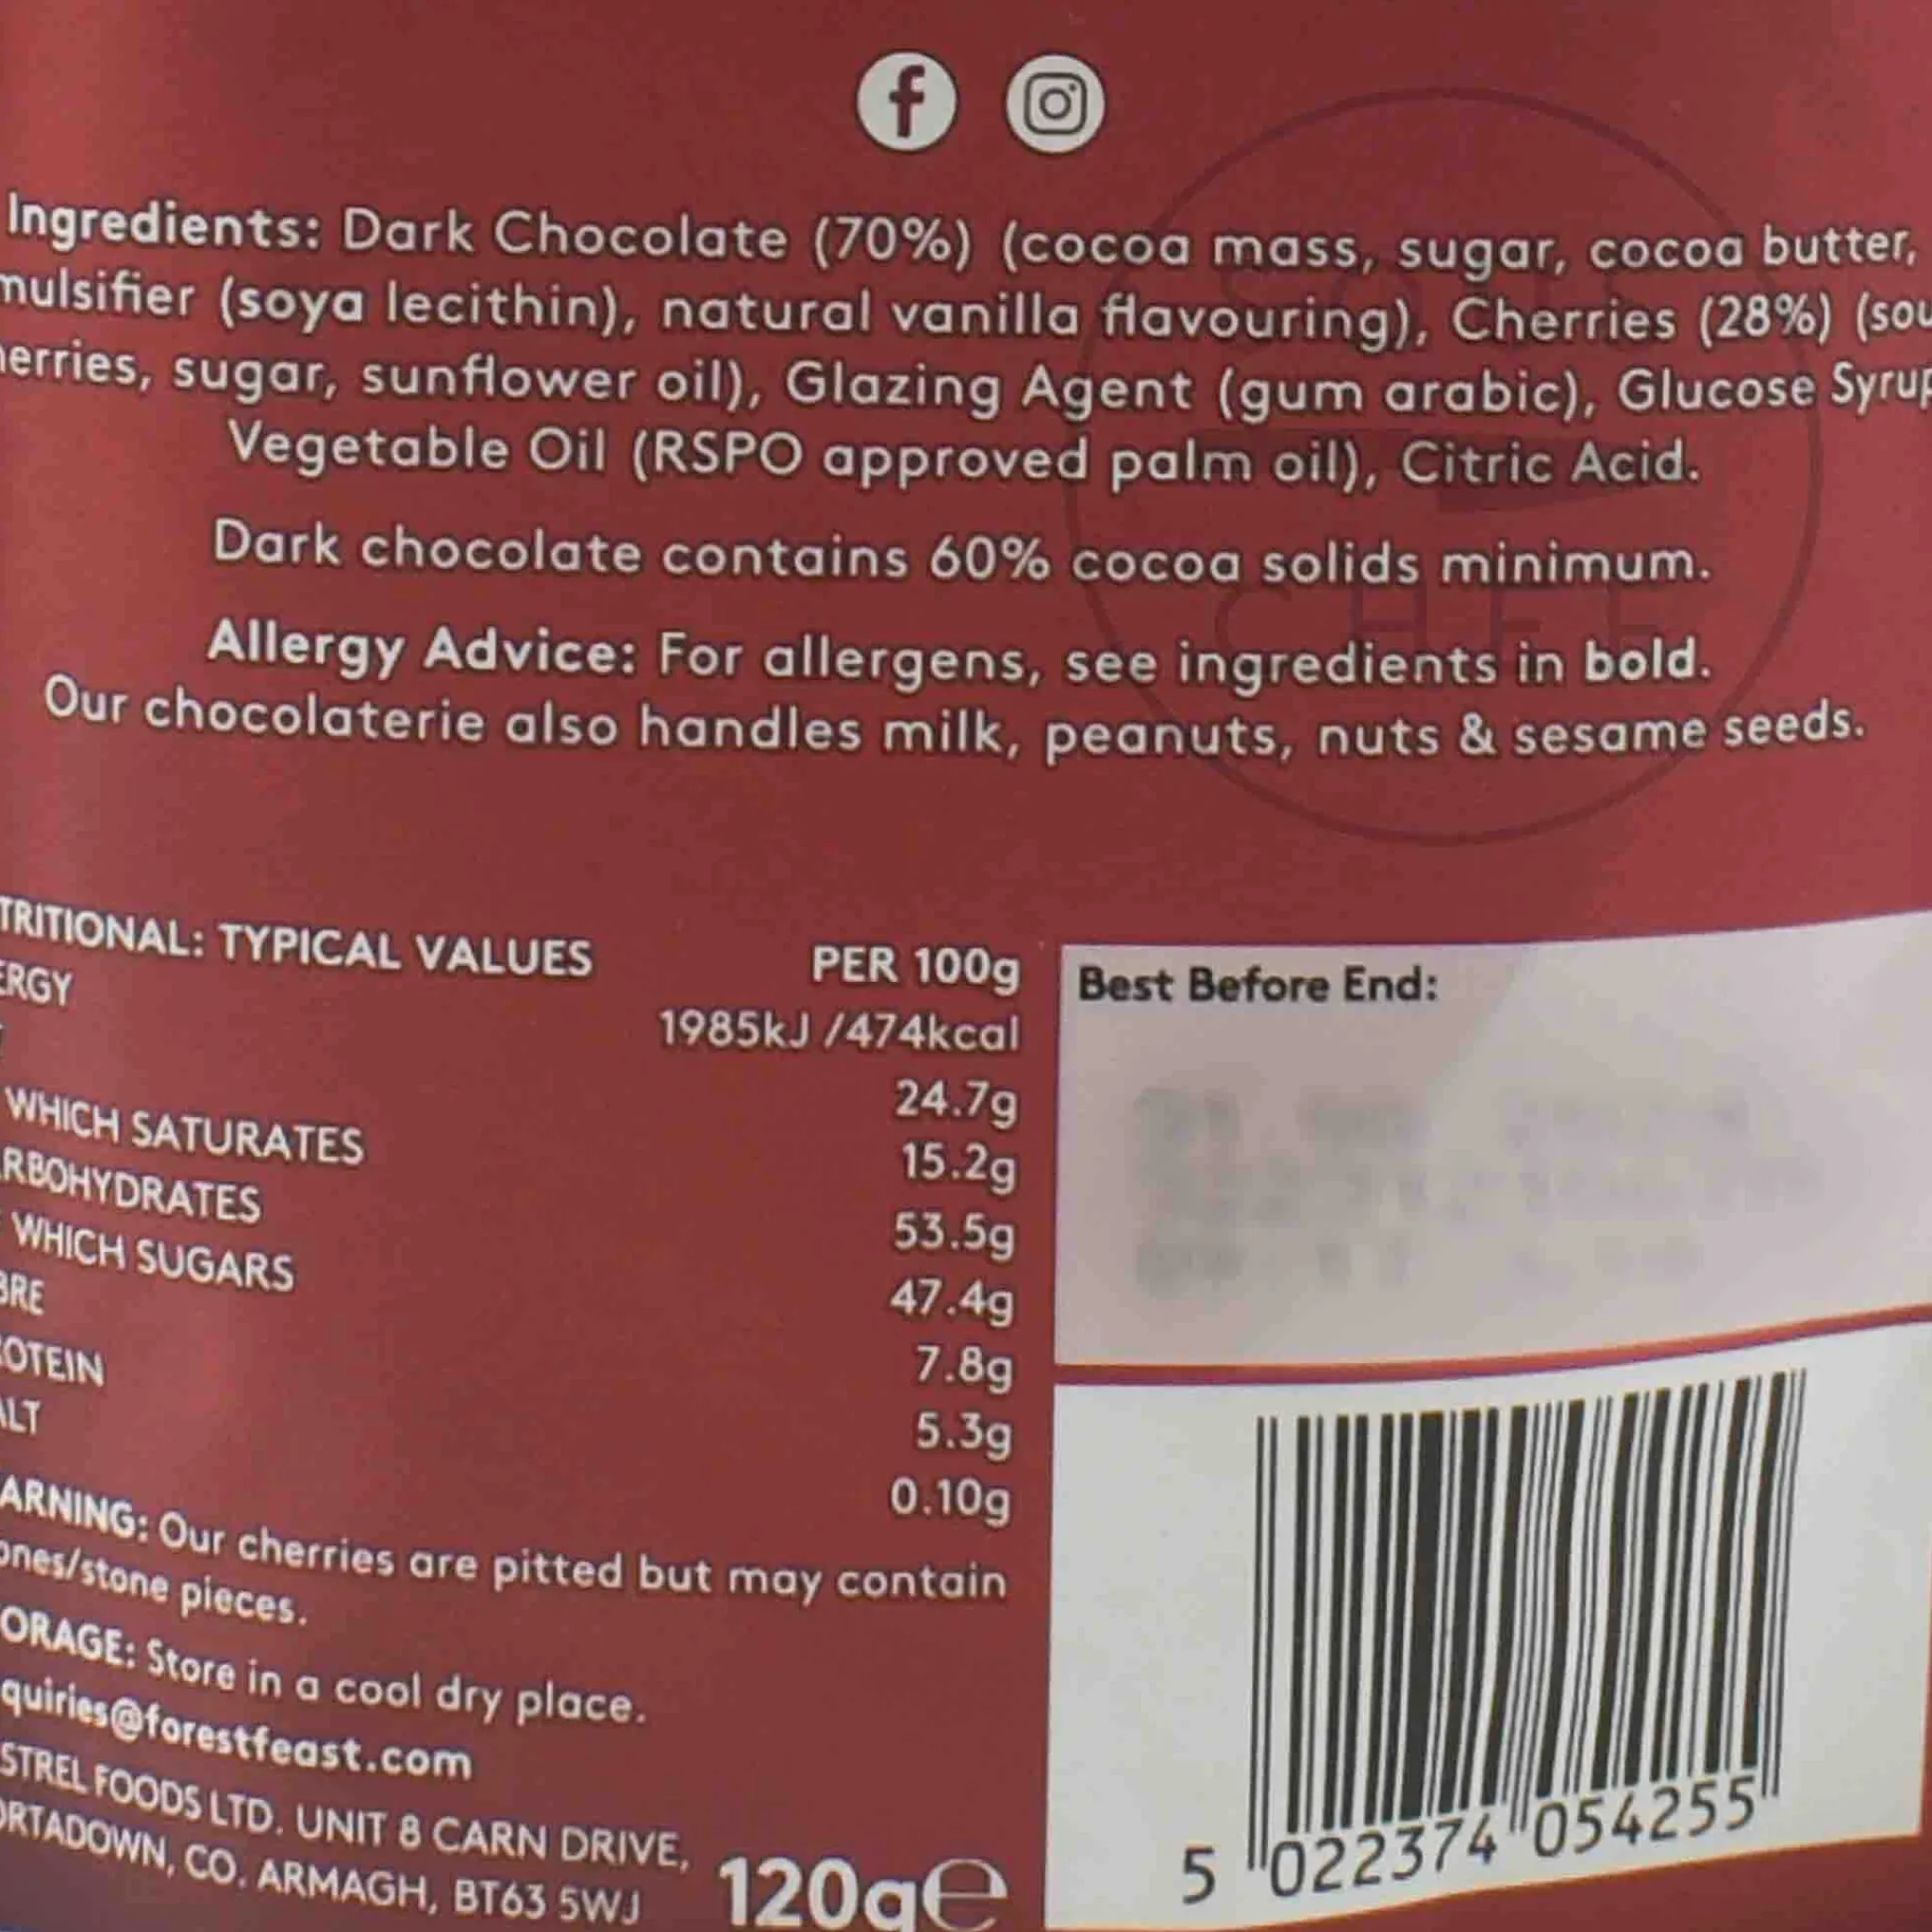 Ingredients: Dark Chocolate (70%) (cocoa mass, sugar, cocoa butter,
mulsifier (soya lecithin), natural vanilla flavouring), Cherries (28%) (sou
erries, sugar, sunflower oil), Glazing Agent (gum arabic), Glucose Syrup
Vegetable Oil (RSPO approved palm oil), Citric Acid.
Dark chocolate contains 60% cocoa solids minimum.
Allergy Advice: For allergens, see ingredients in bold.
Our chocolaterie also handles milk, peanuts, nuts & sesame seeds.
TRITIONAL: TYPICAL VALUES PER 100g
ERGY 1985kJ /474kcal
24.7g
WHICH SATURATES 15.2g
RBOHYDRATES 53.5g
WHICH SUGARS 47.4g
BRE 7.8g
OTEIN 5.3g
ALT 0.10g
ARNING: Our cherries are pitted but may contain
ones/stone pieces.
ORAGE: Store in a cool dry place.
quiries@forestfeast.com
STREL FOODS LTD. UNIT 8 CARN DRIVE,
ORTADOWN, CO. ARMAGH, BT63 5WJ
120g℮
Best Before End:
5 022374 054255